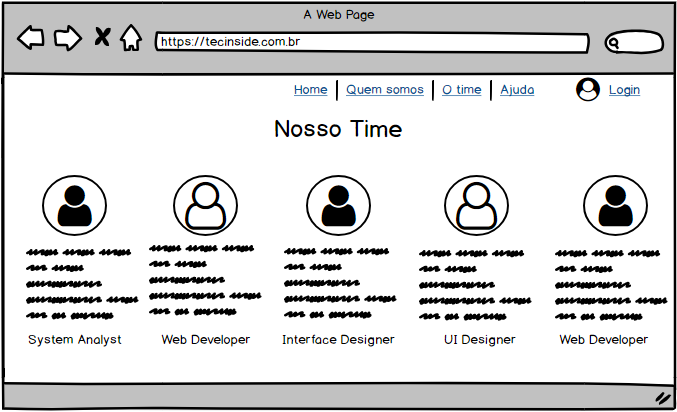 A Web Page
https://tecinside.com.br
Home Quem somos O time Ajuda Login
Nosso Time
System Analyst Web Developer Interface Designer UI Designer Web Developer